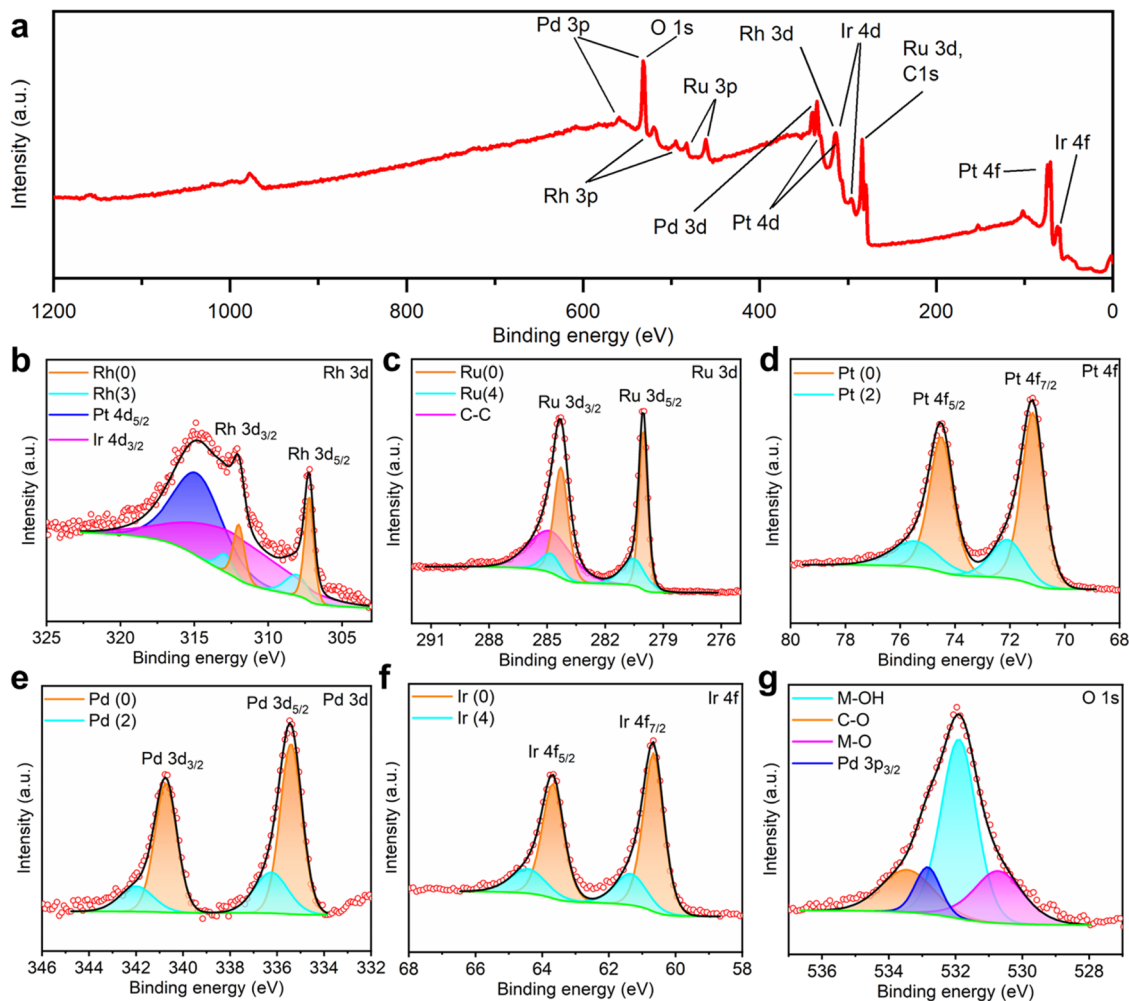 a
Pd 3p
O 1s
Rh 3d
Ir 4d
Ru 3d,
C1s
Ru 3p
Rh 3p
Pd 3d
Pt 4d
Pt 4f
Ir 4f
Intensity (a.u.)
1200 1000 800 600 400 200 0
Binding energy (eV)
b
Rh(0)
Rh(3)
Pt 4d5/2
Ir 4d3/2
Rh 3d
Rh 3d3/2
Rh 3d5/2
Intensity (a.u.)
325 320 315 310 305
Binding energy (eV)
c
Ru(0)
Ru(4)
C-C
Ru 3d
Ru 3d3/2
Ru 3d5/2
Intensity (a.u.)
291 288 285 282 280 278 275
Binding energy (eV)
d
Pt (0)
Pt (2)
Pt 4f
Pt 4f5/2
Pt 4f7/2
Intensity (a.u.)
80 78 76 74 72 70 68
Binding energy (eV)
e
Pd (0)
Pd (2)
Pd 3d
Pd 3d3/2
Pd 3d5/2
Intensity (a.u.)
346 344 342 340 338 336 334 332
Binding energy (eV)
f
Ir (0)
Ir (4)
Ir 4f
Ir 4f5/2
Ir 4f7/2
Intensity (a.u.)
68 66 64 62 60 58
Binding energy (eV)
g
M-OH
C-O
M-O
Pd 3p3/2
O 1s
Intensity (a.u.)
536 534 532 530 528
Binding energy (eV)